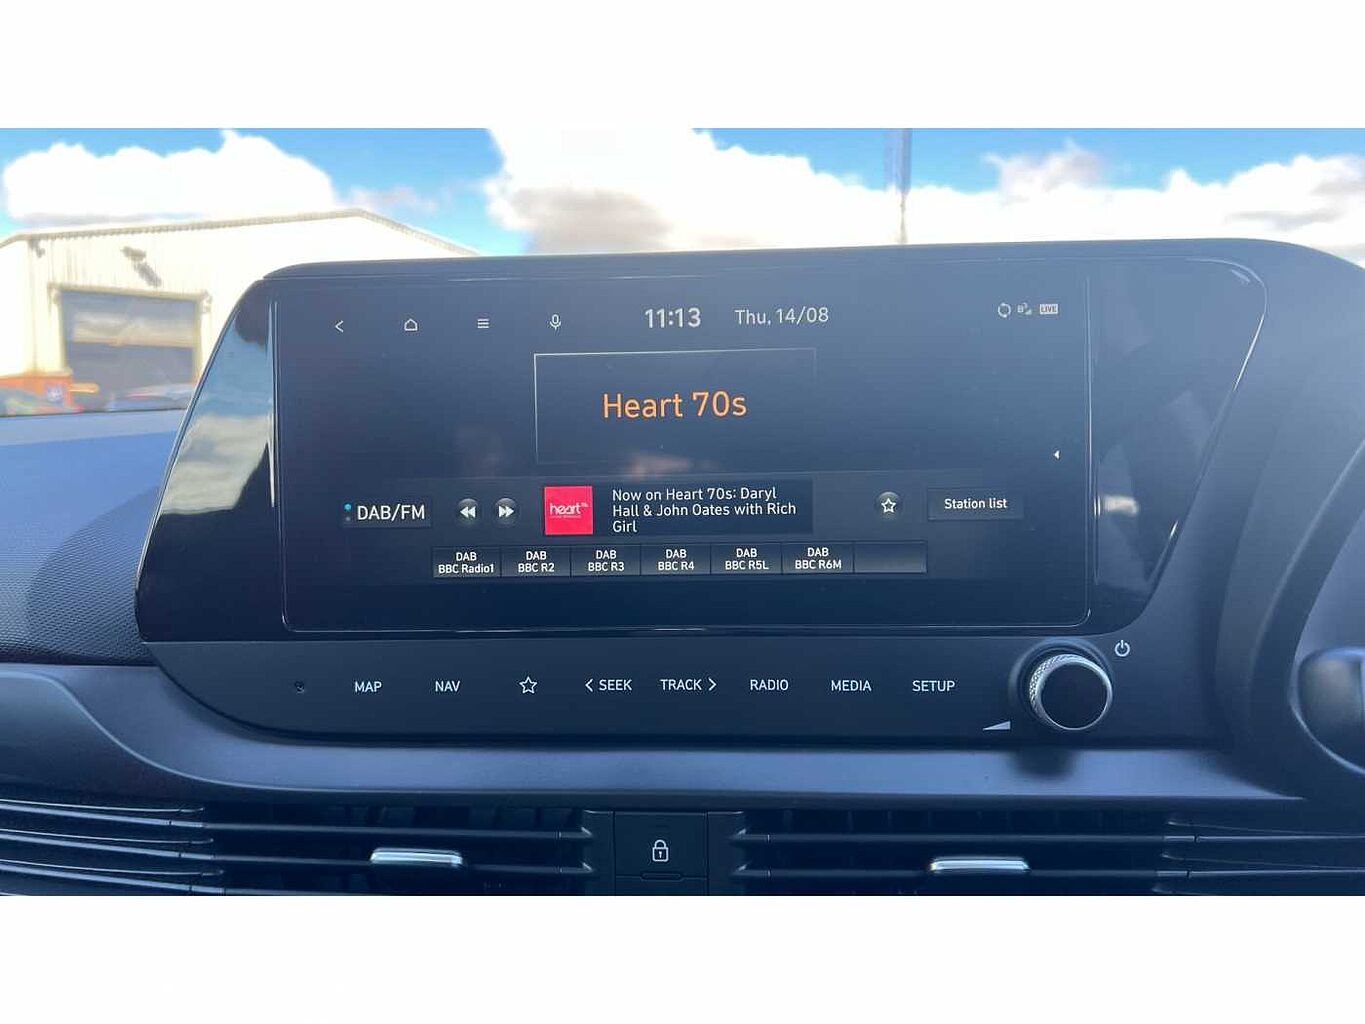 11:13 Thu, 14/08 LIVE
Heart 70s
DAB/FM
heart
Now on Heart 70s: Daryl
Hall & John Oates with Rich
Girl
Station list
DAB DAB DAB DAB DAB DAB
BBC Radio1 BBC R2 BBC R3 BBC R4 BBC R5L BBC R6M
MAP NAV SEEK TRACK RADIO MEDIA SETUP